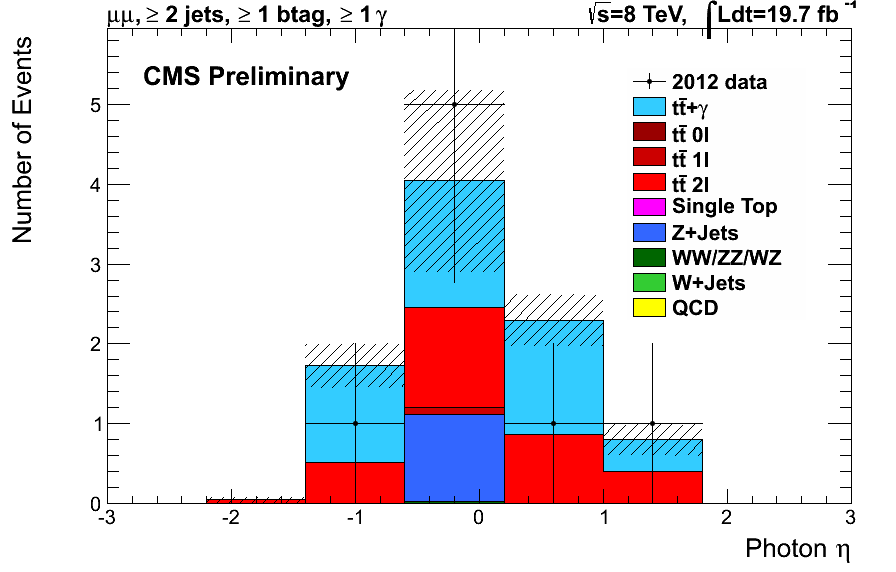 μμ, ≥ 2 jets, ≥ 1 btag, ≥ 1 γ
√s=8 TeV, ∫Ldt=19.7 fb⁻¹
CMS Preliminary
Number of Events
5
4
3
2
1
0
2012 data
tt̄+γ
tt̄ 0l
tt̄ 1l
tt̄ 2l
Single Top
Z+Jets
WW/ZZ/WZ
W+Jets
QCD
-3 -2 -1 0 1 2 3
Photon η